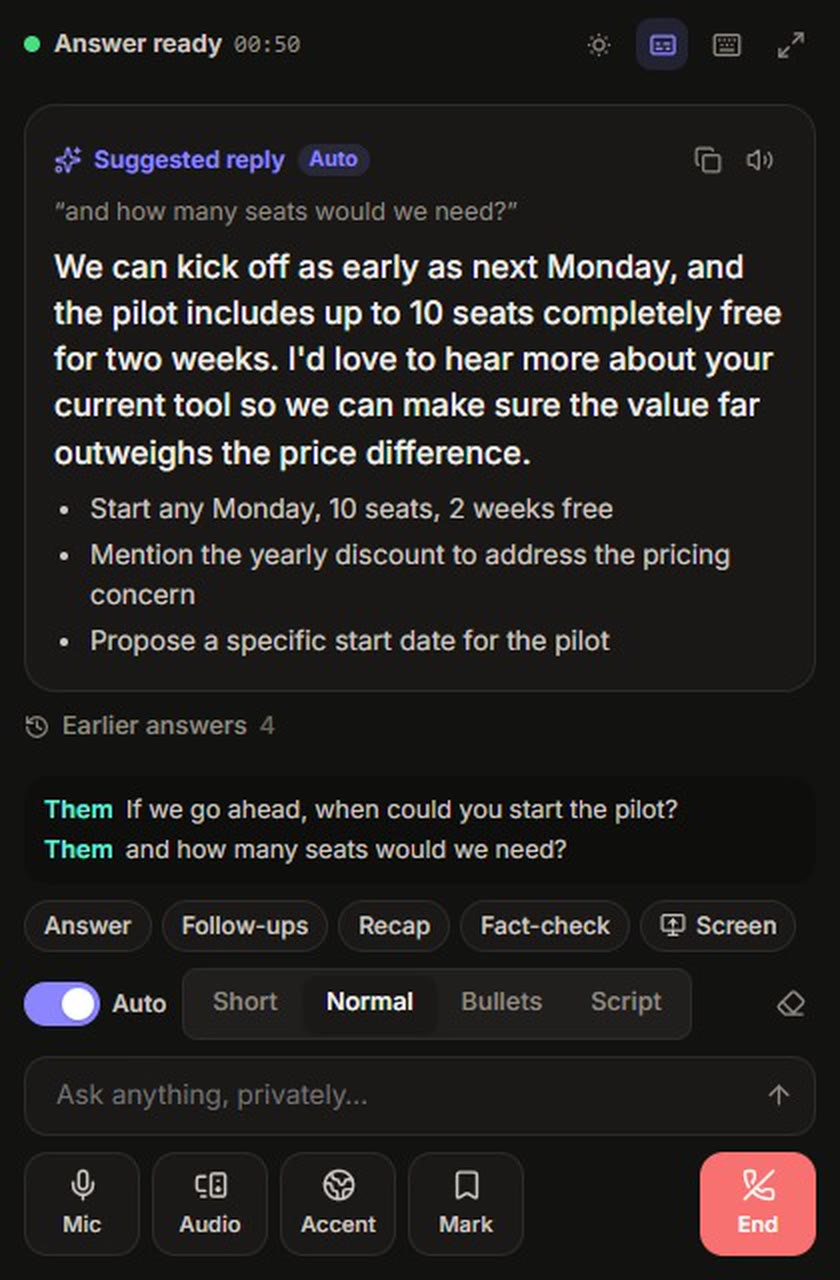 Answer ready 00:50
Suggested reply Auto
“and how many seats would we need?”
We can kick off as early as next Monday, and
the pilot includes up to 10 seats completely free
for two weeks. I'd love to hear more about your
current tool so we can make sure the value far
outweighs the price difference.
• Start any Monday, 10 seats, 2 weeks free
• Mention the yearly discount to address the pricing
concern
• Propose a specific start date for the pilot
Earlier answers 4
Them If we go ahead, when could you start the pilot?
Them and how many seats would we need?
Answer Follow-ups Recap Fact-check Screen
Auto Short Normal Bullets Script
Ask anything, privately...
Mic Audio Accent Mark End